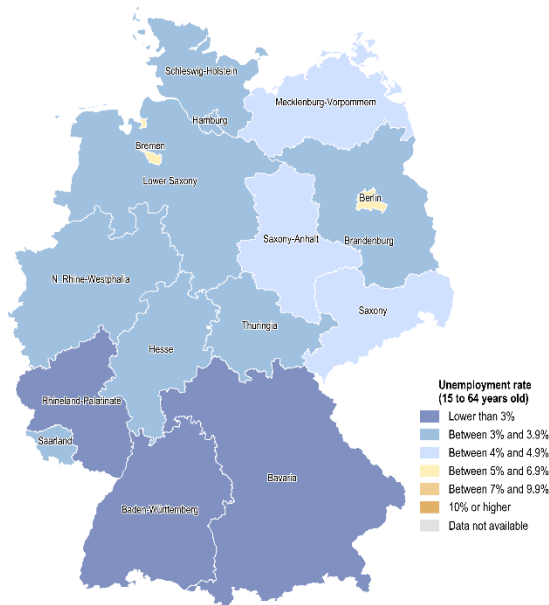 Schleswig-Holstein
Mecklenburg-Vorpommern
Hamburg
Bremen
Lower Saxony
Berlin
Saxony-Anhalt
Brandenburg
N. Rhine-Westphalia
Saxony
Thuringia
Hesse
Rhineland-Palatinate
Saarland
Bavaria
Baden-Württemberg
Unemployment rate
(15 to 64 years old)
Lower than 3%
Between 3% and 3.9%
Between 4% and 4.9%
Between 5% and 6.9%
Between 7% and 9.9%
10% or higher
Data not available